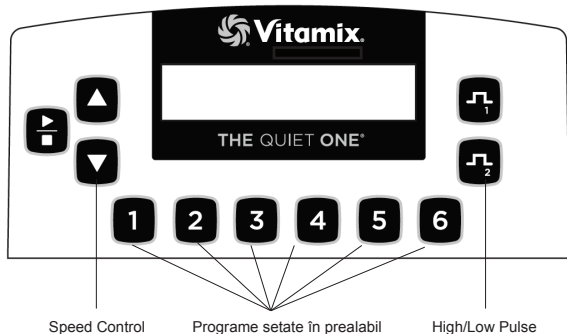 Vitamix.
THE QUIET ONE®
1
2
1 2 3 4 5 6
Speed Control Programe setate în prealabil High/Low Pulse